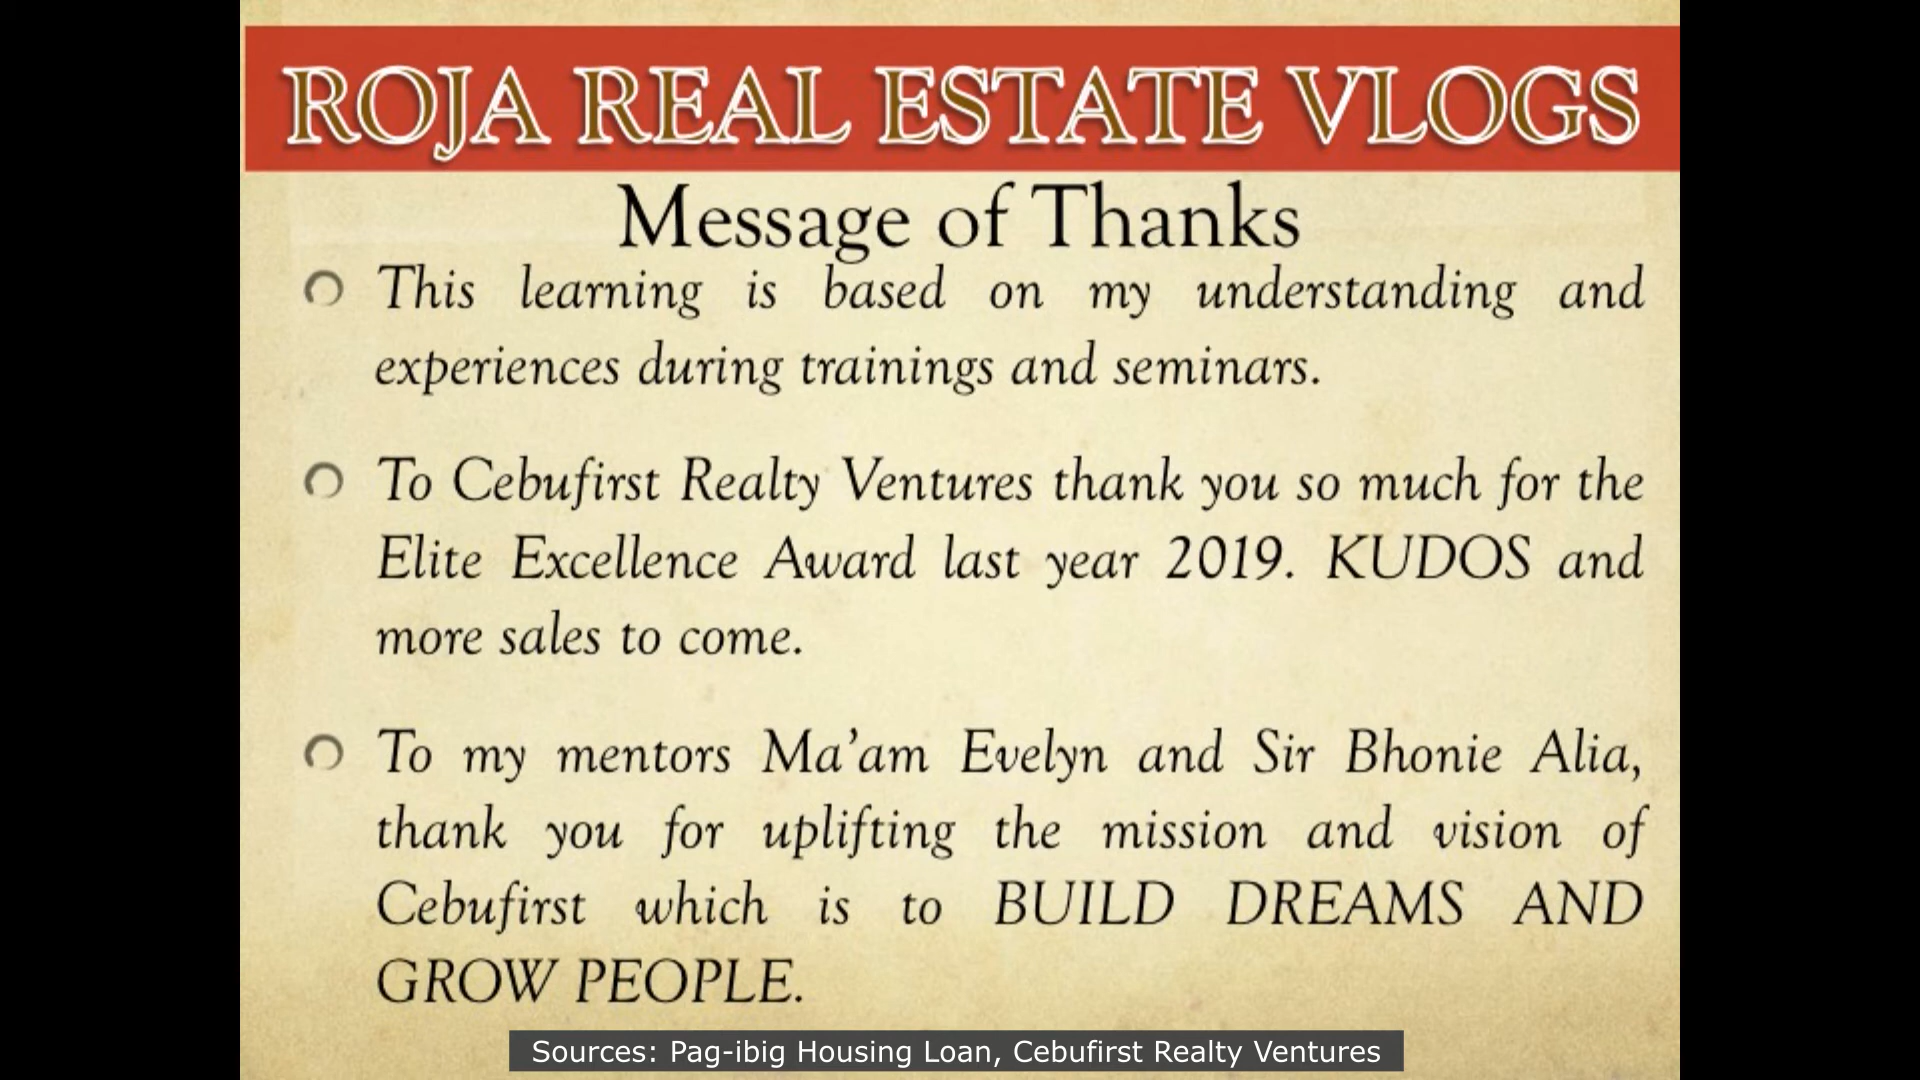 ROJA REAL ESTATE VLOGS
Message of Thanks
This learning is based on my understanding and
experiences during trainings and seminars.
To Cebufirst Realty Ventures thank you so much for the
Elite Excellence Award last year 2019. KUDOS and
more sales to come.
To my mentors Ma’am Evelyn and Sir Bhonie Alia,
thank you for uplifting the mission and vision of
Cebufirst which is to BUILD DREAMS AND
GROW PEOPLE.
Sources: Pag-ibig Housing Loan, Cebufirst Realty Ventures